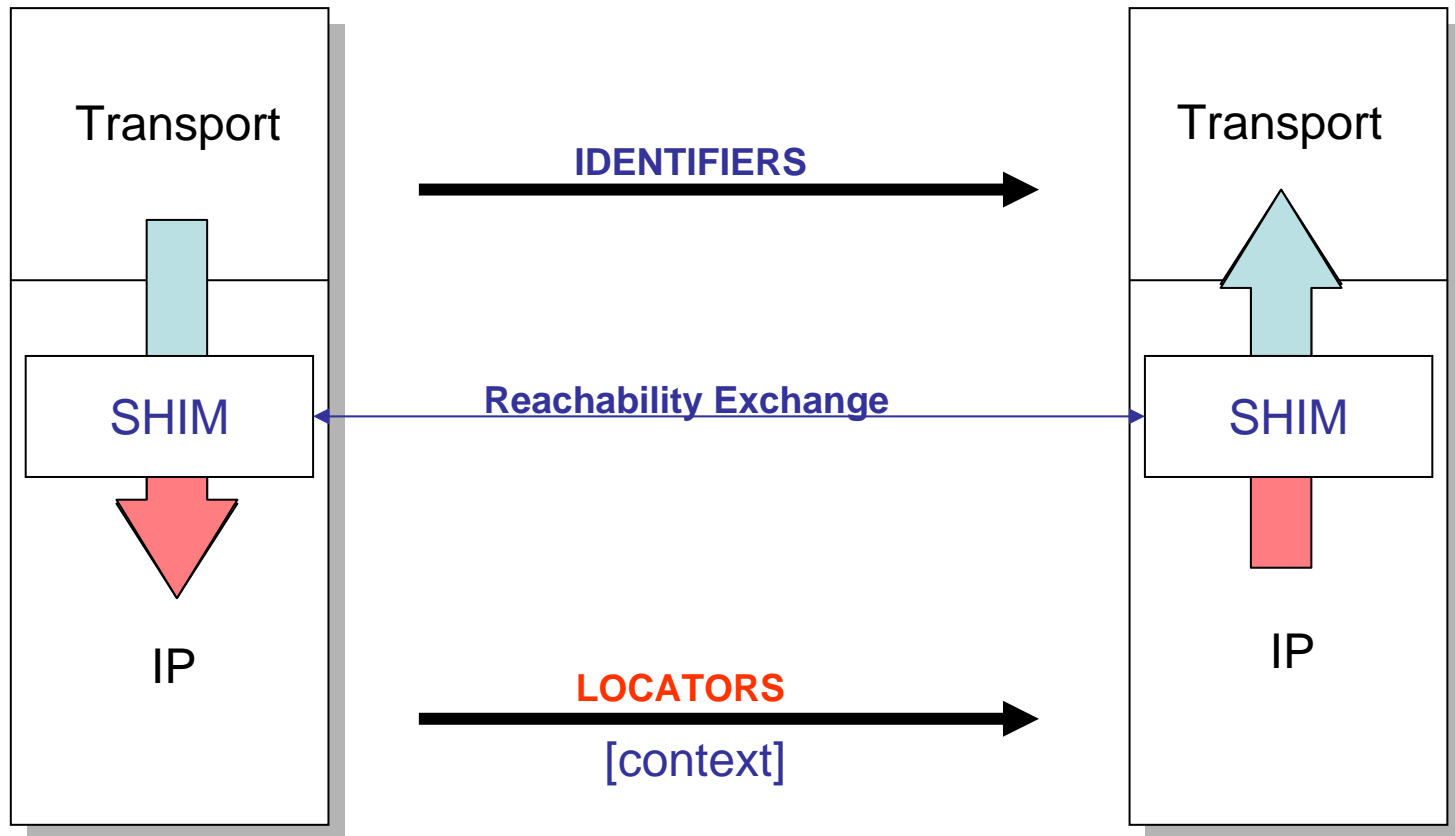 Transport
Transport
IDENTIFIERS
Reachability Exchange
SHIM
SHIM
IP
IP
LOCATORS
[context]